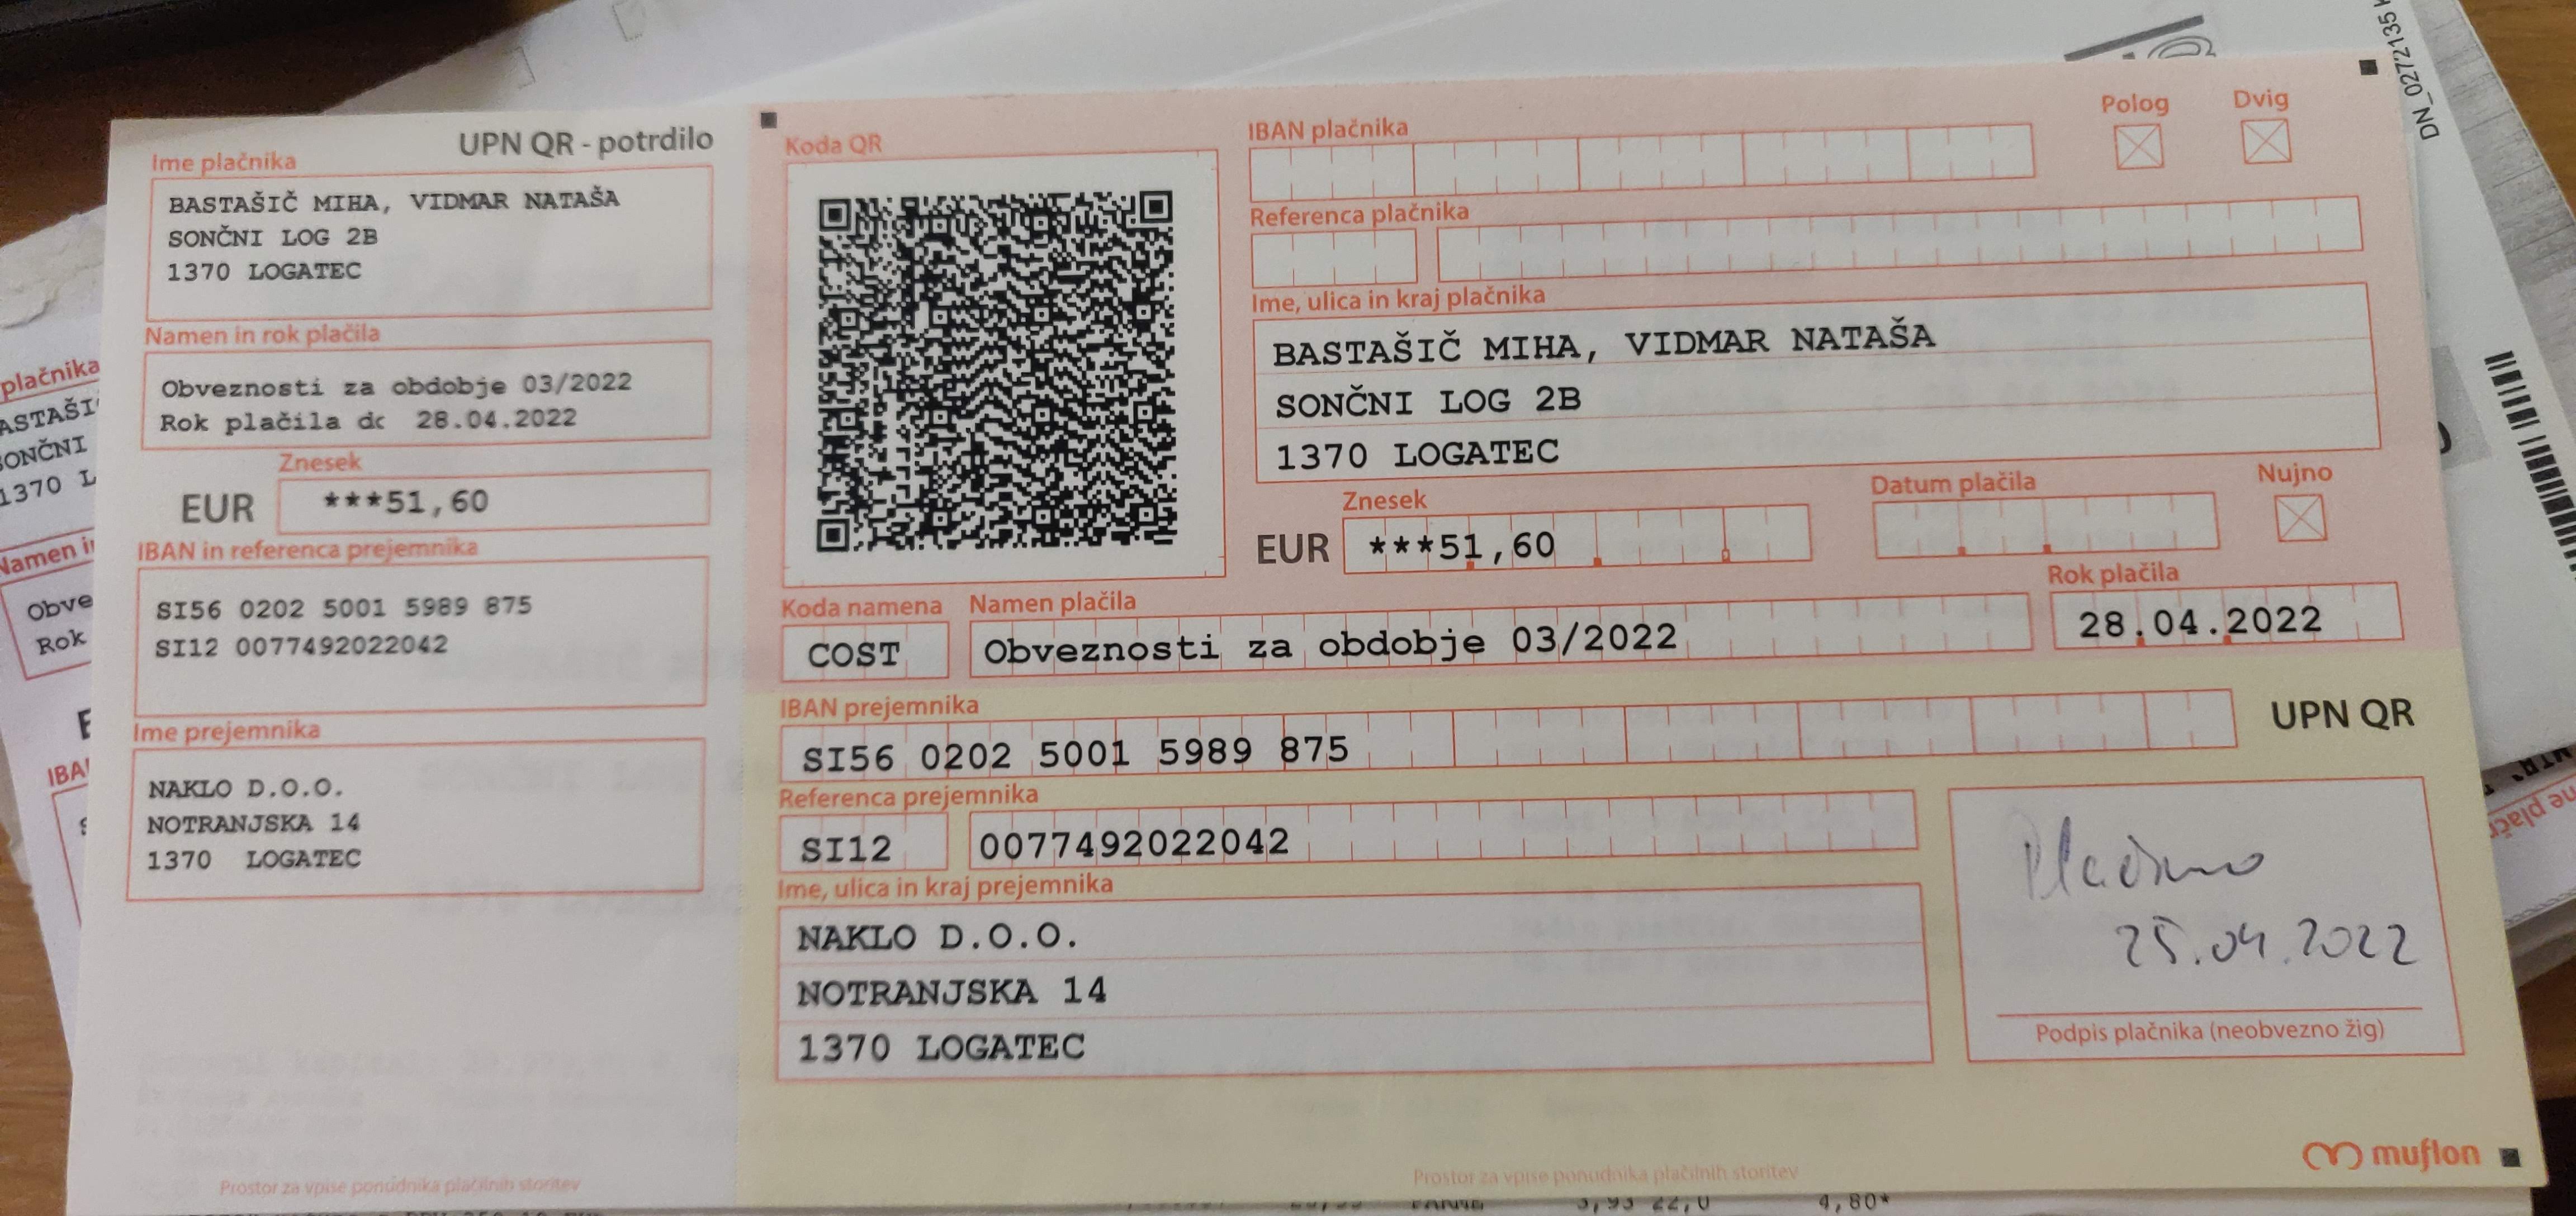 UPN QR - potrdilo
Ime plačnika
BASTAŠIČ MIHA, VIDMAR NATAŠA
SONČNI LOG 2B
1370 LOGATEC
Namen in rok plačila
Obveznosti za obdobje 03/2022
Rok plačila do 28.04.2022
Znesek
EUR ***51,60
IBAN in referenca prejemnika
SI56 0202 5001 5989 875
SI12 0077492022042
Ime prejemnika
NAKLO D.O.O.
NOTRANJSKA 14
1370 LOGATEC
Prostor za vpise ponudnika plačilnih storitev
Koda QR
IBAN plačnika
Polog
Dvig
Referenca plačnika
Ime, ulica in kraj plačnika
BASTAŠIČ MIHA, VIDMAR NATAŠA
SONČNI LOG 2B
1370 LOGATEC
Znesek
EUR ***51,60
Datum plačila
Nujno
Koda namena
COST
Namen plačila
Obveznosti za obdobje 03/2022
Rok plačila
28.04.2022
IBAN prejemnika
SI56 0202 5001 5989 875
UPN QR
Referenca prejemnika
SI12 0077492022042
Ime, ulica in kraj prejemnika
NAKLO D.O.O.
NOTRANJSKA 14
1370 LOGATEC
25.04.2022
Podpis plačnika (neobvezno žig)
muflon
Prostor za vpise ponudnika plačilnih storitev
plačnika
1370
Obve
Rok
DN_0272135
4,80*